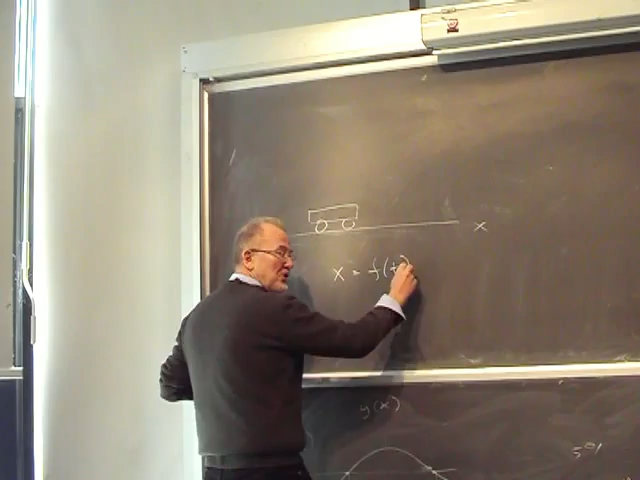 x
x = f(t)
y(x)